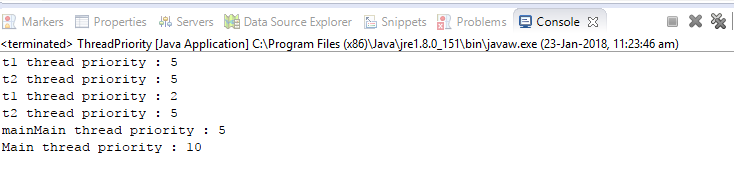 Markers Properties Servers Data Source Explorer Snippets Problems Console
<terminated> ThreadPriority [Java Application] C:\Program Files (x86)\Java\jre1.8.0_151\bin\javaw.exe (23-Jan-2018, 11:23:46 am)
t1 thread priority : 5
t2 thread priority : 5
t1 thread priority : 2
t2 thread priority : 5
mainMain thread priority : 5
Main thread priority : 10